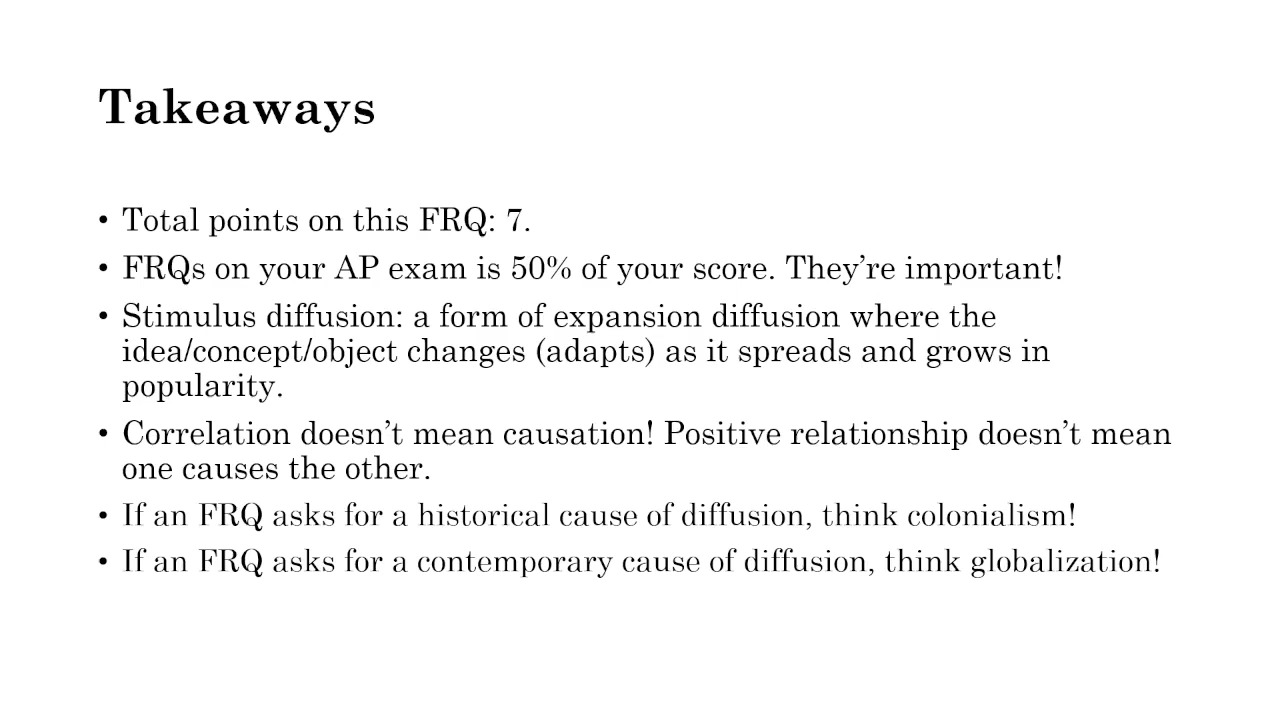 Takeaways
• Total points on this FRQ: 7.
• FRQs on your AP exam is 50% of your score. They’re important!
• Stimulus diffusion: a form of expansion diffusion where the
idea/concept/object changes (adapts) as it spreads and grows in
popularity.
• Correlation doesn’t mean causation! Positive relationship doesn’t mean
one causes the other.
• If an FRQ asks for a historical cause of diffusion, think colonialism!
• If an FRQ asks for a contemporary cause of diffusion, think globalization!